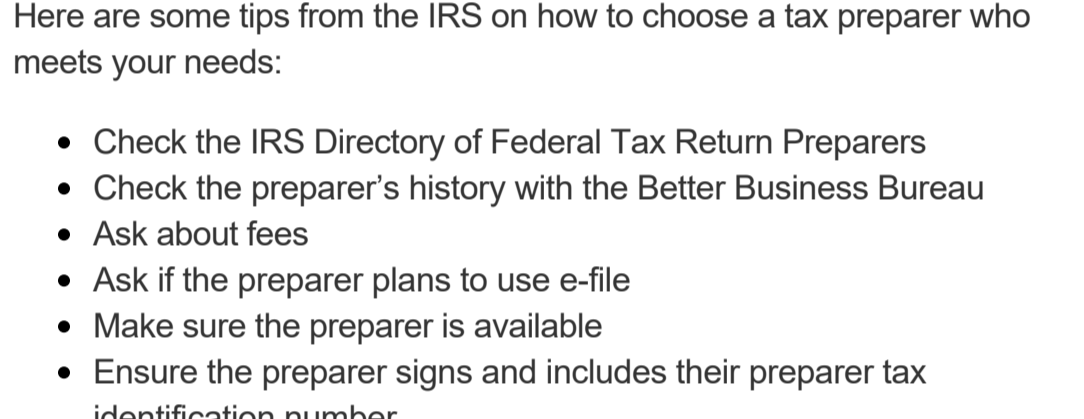 Here are some tips from the IRS on how to choose a tax preparer who
meets your needs:
• Check the IRS Directory of Federal Tax Return Preparers
• Check the preparer’s history with the Better Business Bureau
• Ask about fees
• Ask if the preparer plans to use e-file
• Make sure the preparer is available
• Ensure the preparer signs and includes their preparer tax
identification number